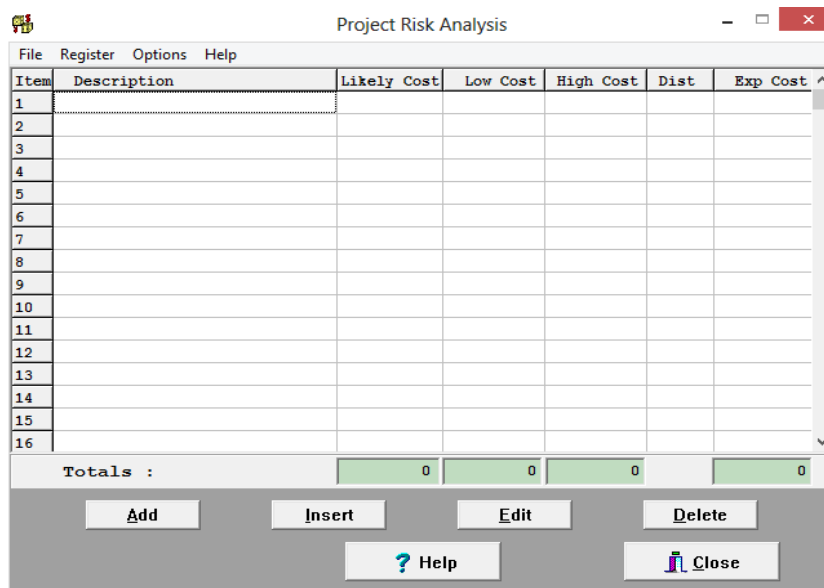 Project Risk Analysis
File Register Options Help
Item Description Likely Cost Low Cost High Cost Dist Exp Cost
1
2
3
4
5
6
7
8
9
10
11
12
13
14
15
16
Totals : 0 0 0 0
Add Insert Edit Delete
? Help Close